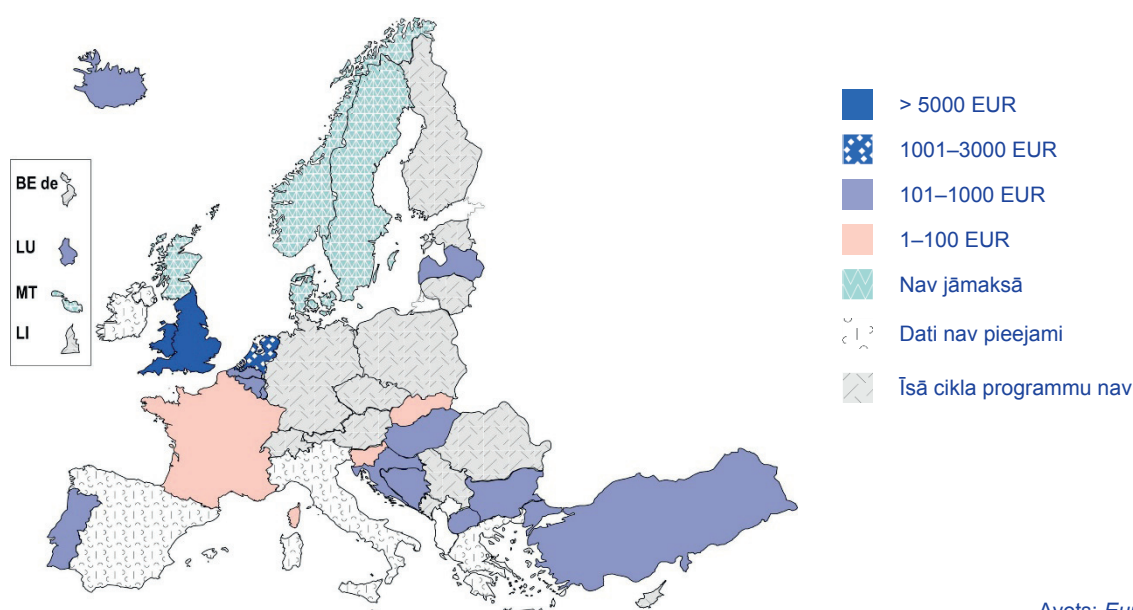 BE de
LU
MT
LI
> 5000 EUR
1001–3000 EUR
101–1000 EUR
1–100 EUR
Nav jāmaksā
Dati nav pieejami
Īsā cikla programmu nav
Avots: